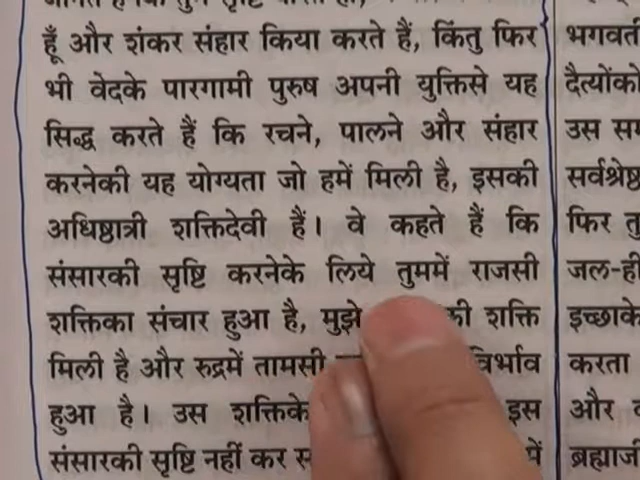 हूँ और शंकर संहार किया करते हैं, किंतु फिर
भी वेदके पारगामी पुरुष अपनी युक्तिसे यह
सिद्ध करते हैं कि रचने, पालने और संहार
करनेकी यह योग्यता जो हमें मिली है, इसकी
अधिष्ठात्री शक्तिदेवी हैं। वे कहते हैं कि
संसारकी सृष्टि करनेके लिये तुममें राजसी
शक्तिका संचार हुआ है, मुझे की शक्ति
मिली है और रुद्रमें तामसी
हुआ है। उस शक्तिके इस
संसारकी सृष्टि नहीं कर
भगवती
दैत्योंको
उस
सर्वश्रेष्ठ
फिर
जल-ही
इच्छाके
करता
और